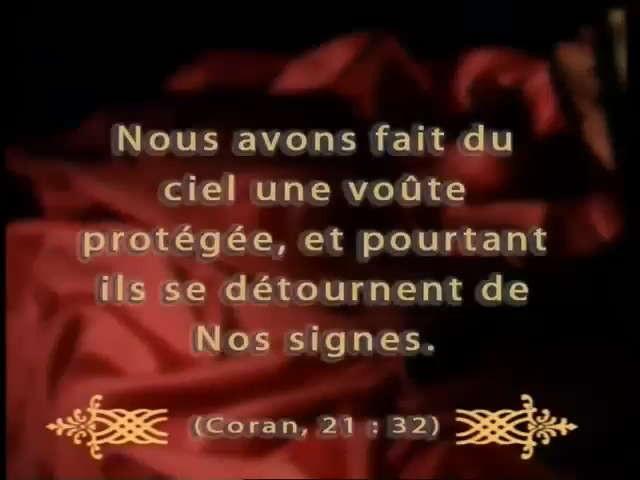 Nous avons fait du
ciel une voûte
protégée, et pourtant
ils se détournent de
Nos signes.
(Coran, 21 : 32)